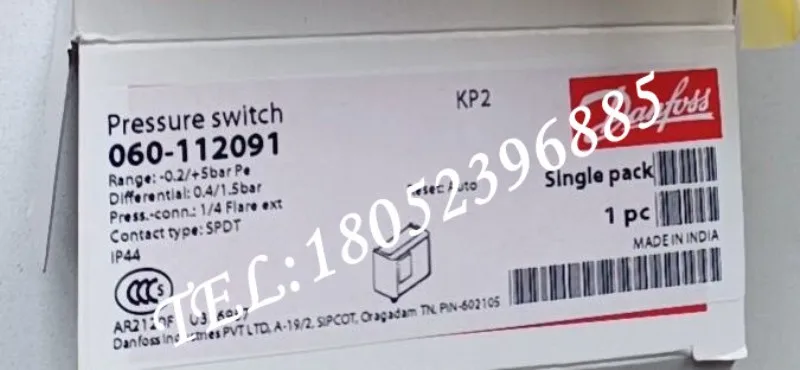 Pressure switch
KP2
Danfoss
060-112091
Range: -0.2/+5bar Pe
Differential: 0.4/1.5bar
Press.-conn.: 1/4 Flare ext
Contact type: SPDT
IP44
Reset: Auto
Single pack
1 pc
MADE IN INDIA
CCC S
Danfoss Industries PVT LTD, A-19/2, SIPCOT, Oragadam TN, PIN-602105
TEL:18052396885